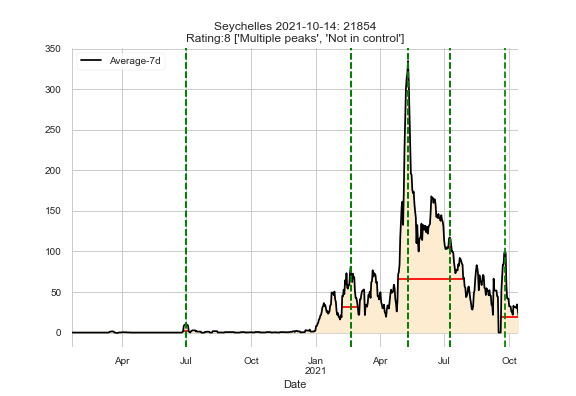 Seychelles 2021-10-14: 21854
Rating:8 ['Multiple peaks', 'Not in control']
350
Average-7d
300
250
200
150
100
50
0
Apr
Jul
Oct
Jan
2021
Apr
Jul
Oct
Date